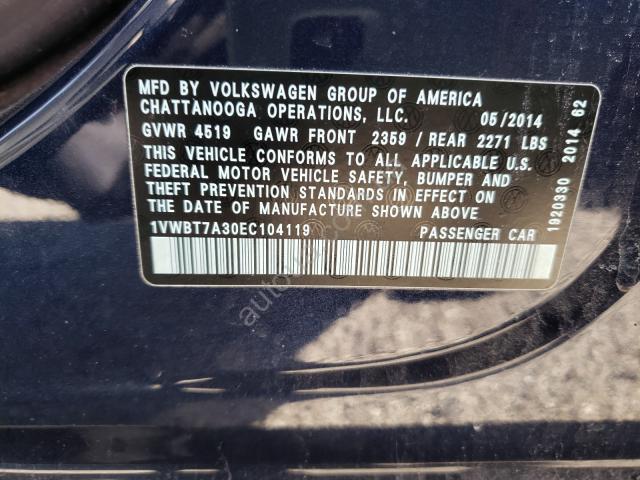 MFD BY VOLKSWAGEN GROUP OF AMERICA
CHATTANOOGA OPERATIONS, LLC. 05/2014
GVWR 4519 GAWR FRONT 2359 / REAR 2271 LBS
THIS VEHICLE CONFORMS TO ALL APPLICABLE U.S.
FEDERAL MOTOR VEHICLE SAFETY, BUMPER AND
THEFT PREVENTION STANDARDS IN EFFECT ON
THE DATE OF MANUFACTURE SHOWN ABOVE
1VWBT7A30EC104119 PASSENGER CAR
1920330 2014 62